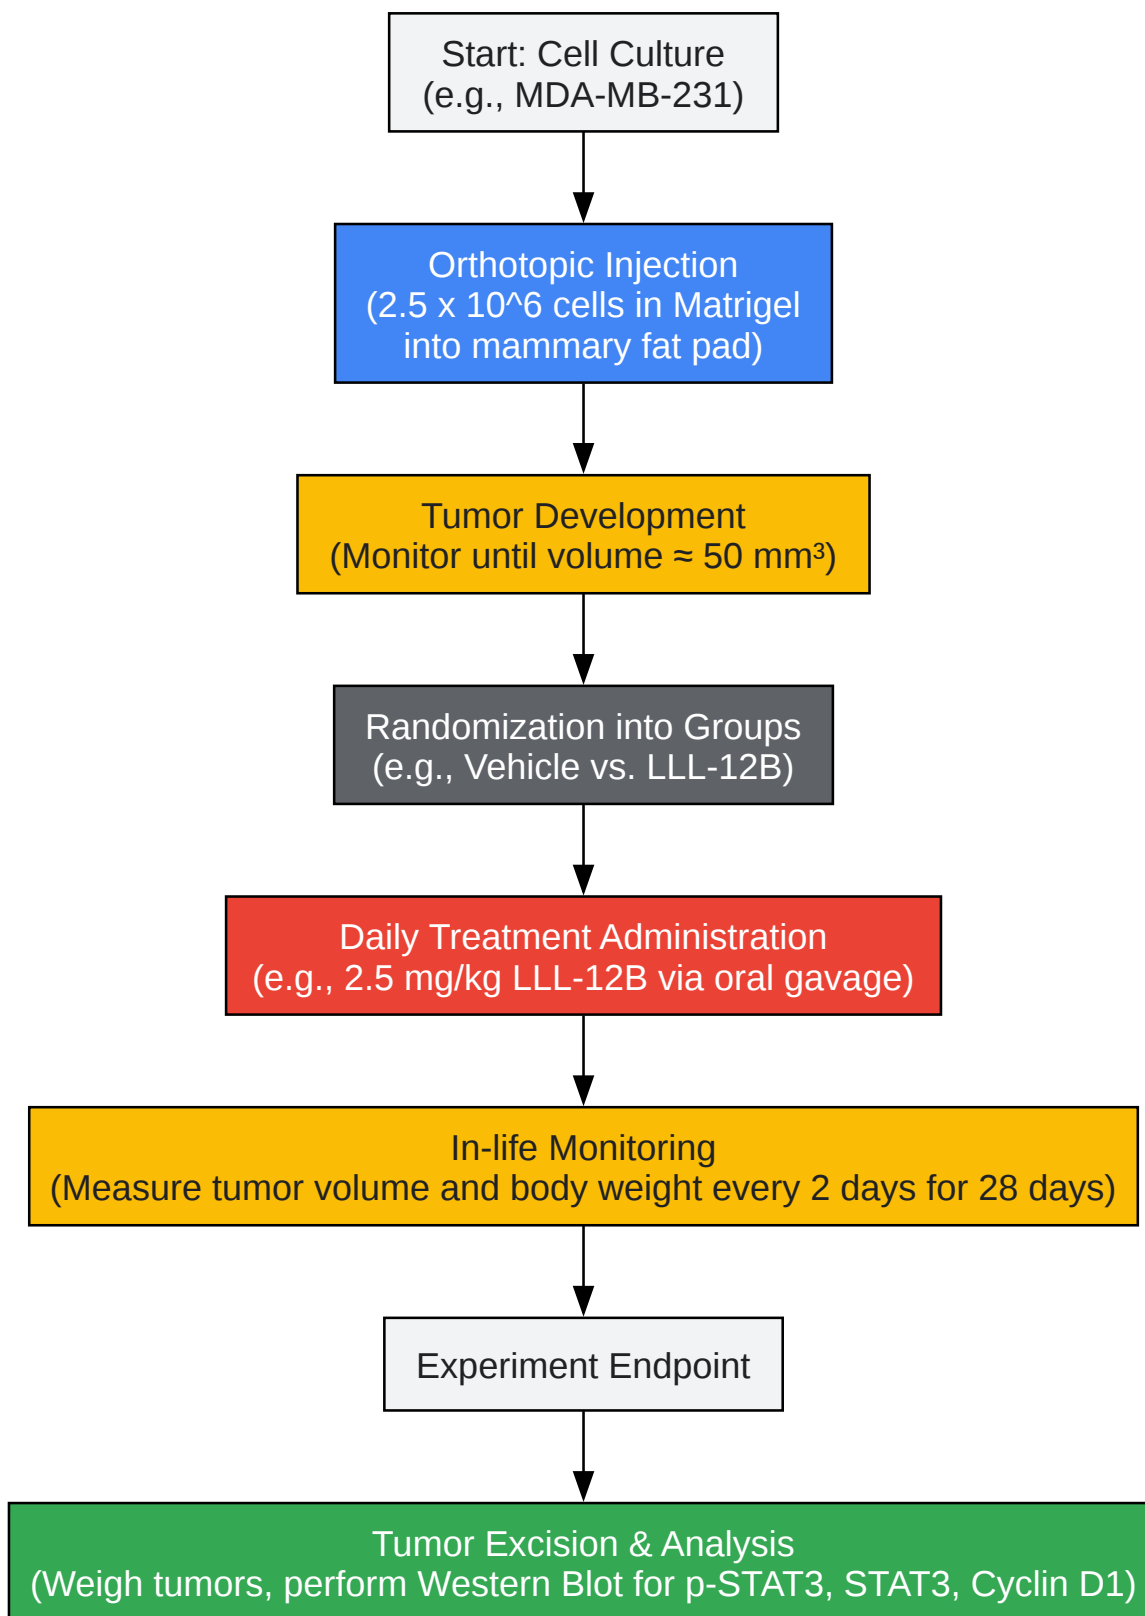 Start: Cell Culture
(e.g., MDA-MB-231)
Orthotopic Injection
(2.5 x 10^6 cells in Matrigel
into mammary fat pad)
Tumor Development
(Monitor until volume ≈ 50 mm³)
Randomization into Groups
(e.g., Vehicle vs. LLL-12B)
Daily Treatment Administration
(e.g., 2.5 mg/kg LLL-12B via oral gavage)
In-life Monitoring
(Measure tumor volume and body weight every 2 days for 28 days)
Experiment Endpoint
Tumor Excision & Analysis
(Weigh tumors, perform Western Blot for p-STAT3, STAT3, Cyclin D1)